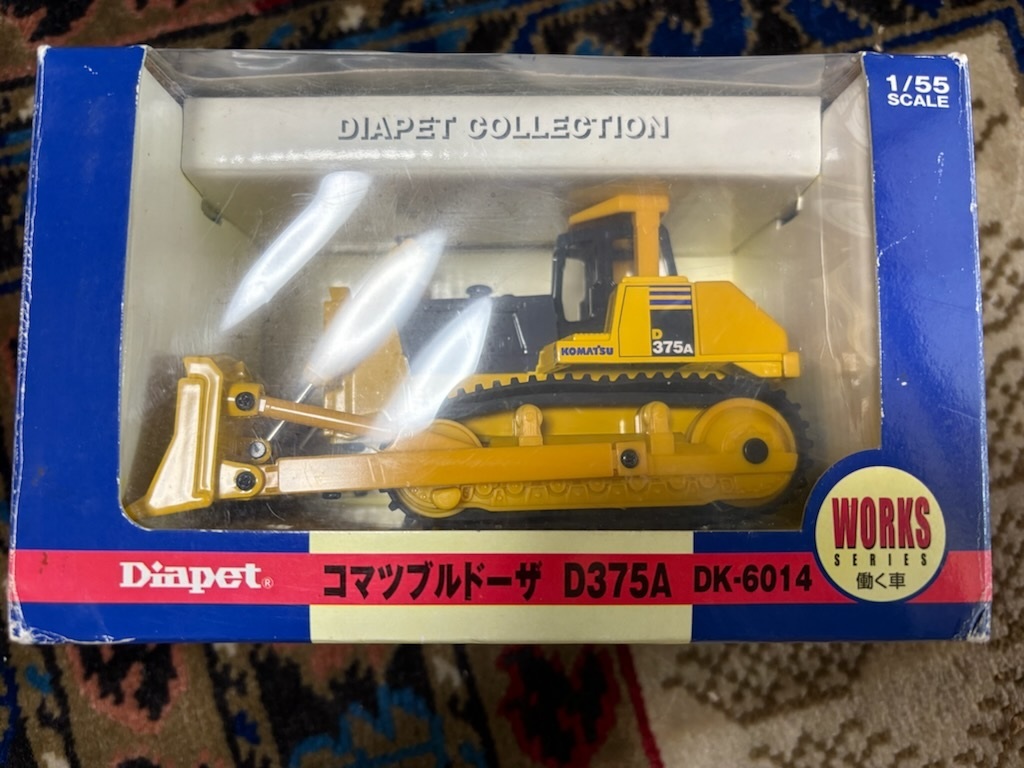 1/55
SCALE
DIAPET COLLECTION
D
375A
KOMATSU
WORKS
SERIES
働く車
Diapet®
コマツブルドーザ D375A DK-6014